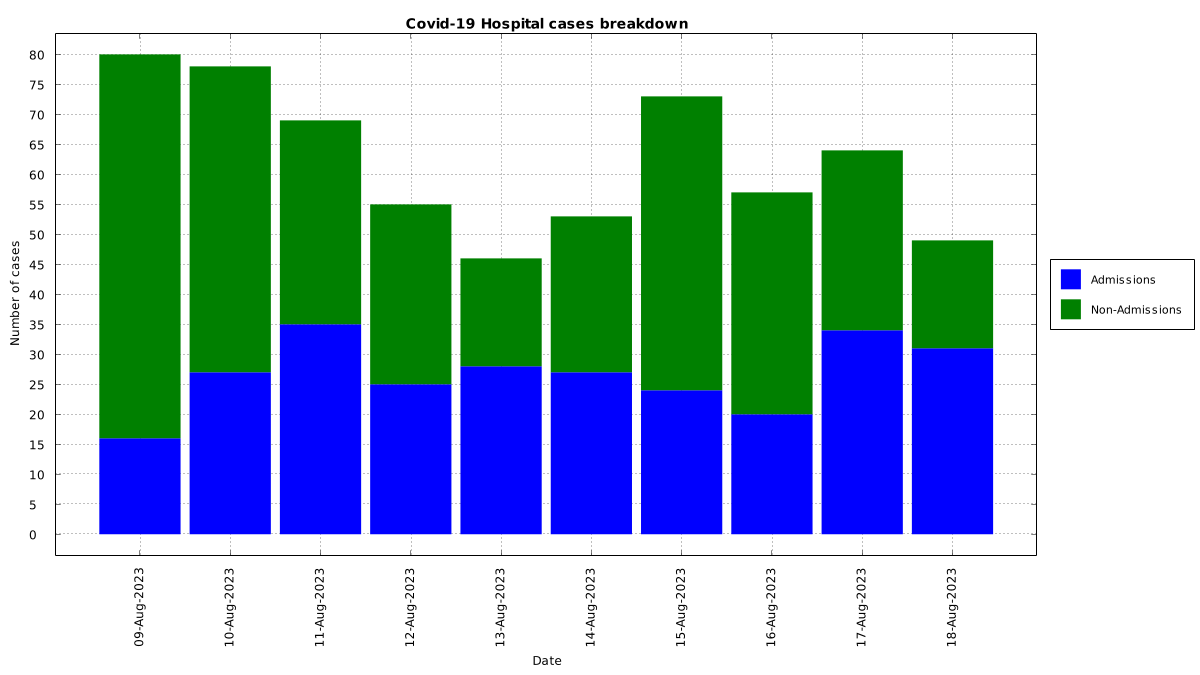 Covid-19 Hospital cases breakdown
80
75
70
65
60
55
50
45
40
35
30
25
20
15
10
5
0
Number of cases
09-Aug-2023
10-Aug-2023
11-Aug-2023
12-Aug-2023
13-Aug-2023
14-Aug-2023
15-Aug-2023
16-Aug-2023
17-Aug-2023
18-Aug-2023
Date
Admissions
Non-Admissions